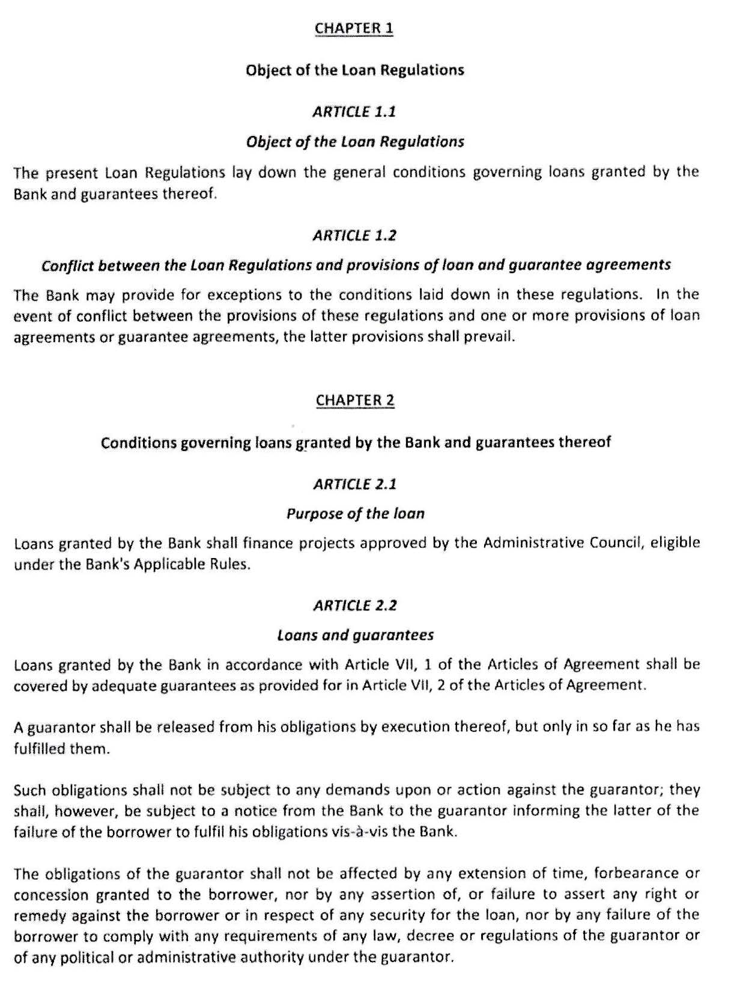 CHAPTER 1
Object of the Loan Regulations
ARTICLE 1.1
Object of the Loan Regulations
The present Loan Regulations lay down the general conditions governing loans granted by the
Bank and guarantees thereof.
ARTICLE 1.2
Conflict between the Loan Regulations and provisions of loan and guarantee agreements
The Bank may provide for exceptions to the conditions laid down in these regulations. In the
event of conflict between the provisions of these regulations and one or more provisions of loan
agreements or guarantee agreements, the latter provisions shall prevail.
CHAPTER 2
Conditions governing loans granted by the Bank and guarantees thereof
ARTICLE 2.1
Purpose of the loan
Loans granted by the Bank shall finance projects approved by the Administrative Council, eligible
under the Bank's Applicable Rules.
ARTICLE 2.2
Loans and guarantees
Loans granted by the Bank in accordance with Article VII, 1 of the Articles of Agreement shall be
covered by adequate guarantees as provided for in Article VII, 2 of the Articles of Agreement.
A guarantor shall be released from his obligations by execution thereof, but only in so far as he has
fulfilled them.
Such obligations shall not be subject to any demands upon or action against the guarantor; they
shall, however, be subject to a notice from the Bank to the guarantor informing the latter of the
failure of the borrower to fulfil his obligations vis-à-vis the Bank.
The obligations of the guarantor shall not be affected by any extension of time, forbearance or
concession granted to the borrower, nor by any assertion of, or failure to assert any right or
remedy against the borrower or in respect of any security for the loan, nor by any failure of the
borrower to comply with any requirements of any law, decree or regulations of the guarantor or
of any political or administrative authority under the guarantor.